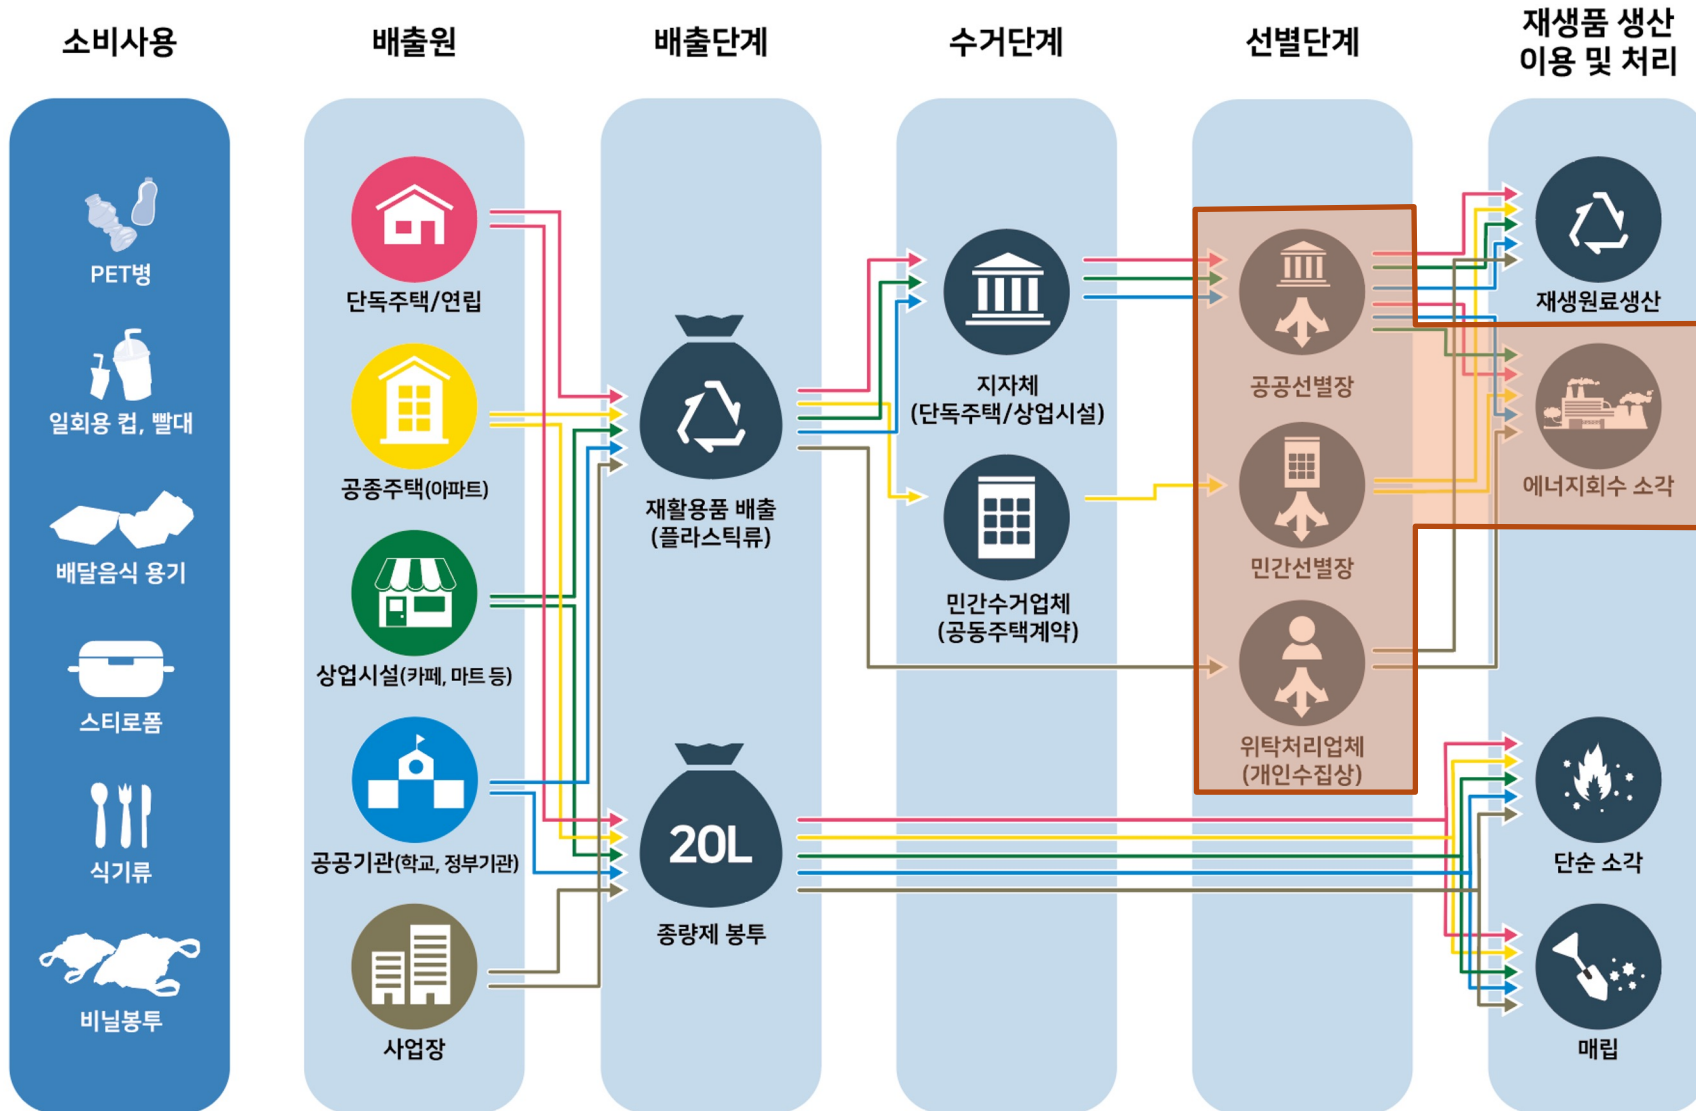 소비사용
배출원
배출단계
수거단계
선별단계
재생품 생산
이용 및 처리
PET병
일회용 컵, 빨대
배달음식 용기
스티로폼
식기류
비닐봉투
단독주택/연립
공종주택(아파트)
상업시설(카페, 마트 등)
공공기관(학교, 정부기관)
사업장
재활용품 배출
(플라스틱류)
20L
종량제 봉투
지자체
(단독주택/상업시설)
민간수거업체
(공동주택계약)
공공선별장
민간선별장
위탁처리업체
(개인수집상)
재생원료생산
에너지회수 소각
단순 소각
매립